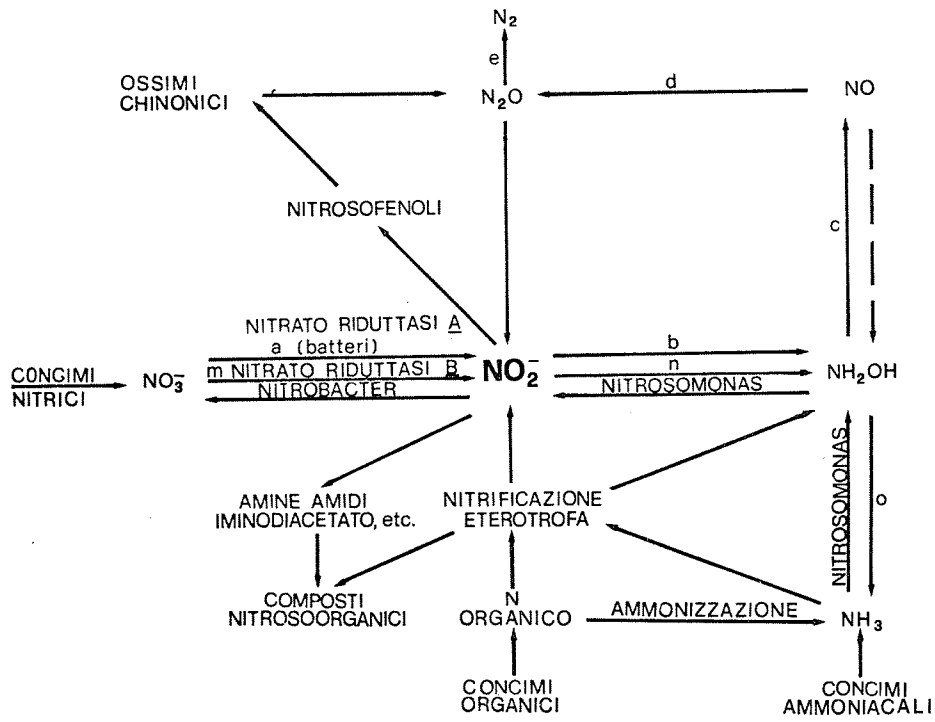 N₂
e
OSSIMI
CHINONICI
N₂O
d
NO
NITROSOFENOLI
c
NITRATO RIDUTTASI A
a (batteri)
m NITRATO RIDUTTASI B
NITROBACTER
CONCIMI
NITRICI
NO₃⁻
NO₂⁻
b
n
NITROSOMONAS
NH₂OH
NITROSOMONAS
o
AMINE AMIDI
IMINODIACETATO, etc.
NITRIFICAZIONE
ETEROTROFA
COMPOSTI
NITROSOORGANICI
N
ORGANICO
AMMONIZZAZIONE
NH₃
CONCIMI
ORGANICI
CONCIMI
AMMONIACALI